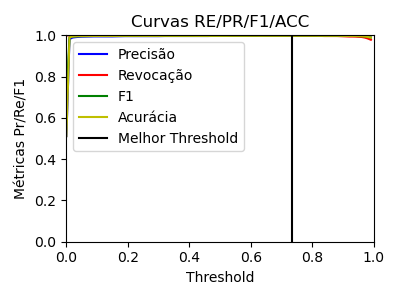 Curvas RE/PR/F1/ACC
Métricas Pr/Re/F1
1.0
0.8
0.6
0.4
0.2
0.0
Precisão
Revocação
F1
Acurácia
Melhor Threshold
0.0 0.2 0.4 0.6 0.8 1.0
Threshold